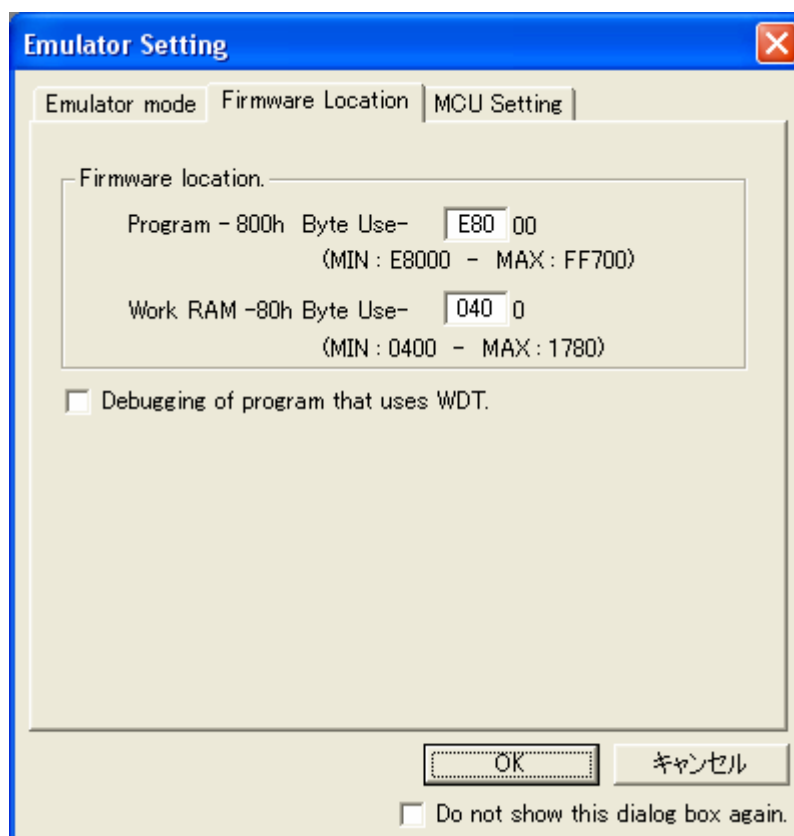 Emulator Setting
Emulator mode Firmware Location MCU Setting
Firmware location.
Program - 800h Byte Use- E80 00
(MIN : E8000 - MAX : FF700)
Work RAM -80h Byte Use- 040 0
(MIN : 0400 - MAX : 1780)
Debugging of program that uses WDT.
OK キャンセル
Do not show this dialog box again.